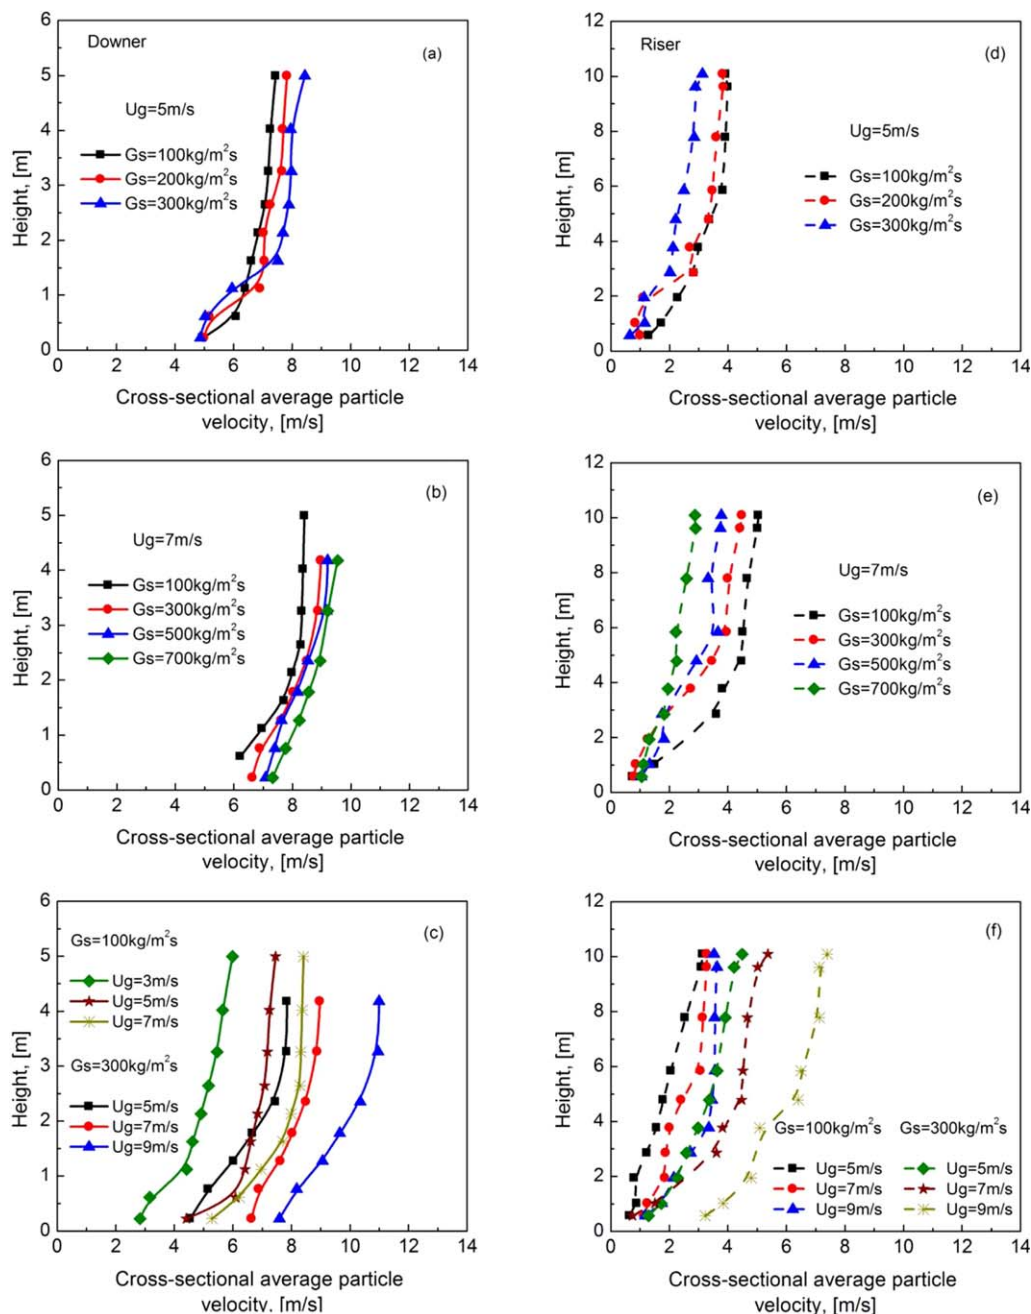 Downer
(a)
Ug=5m/s
Gs=100kg/m²s
Gs=200kg/m²s
Gs=300kg/m²s
6
5
4
3
2
1
0
Height, [m]
0 2 4 6 8 10 12 14
Cross-sectional average particle
velocity, [m/s]
Riser
(d)
Ug=5m/s
Gs=100kg/m²s
Gs=200kg/m²s
Gs=300kg/m²s
12
10
8
6
4
2
0
Height, [m]
0 2 4 6 8 10 12 14
Cross-sectional average particle
velocity, [m/s]
(b)
Ug=7m/s
Gs=100kg/m²s
Gs=300kg/m²s
Gs=500kg/m²s
Gs=700kg/m²s
6
5
4
3
2
1
0
Height, [m]
0 2 4 6 8 10 12 14
Cross-sectional average particle
velocity, [m/s]
(e)
Ug=7m/s
Gs=100kg/m²s
Gs=300kg/m²s
Gs=500kg/m²s
Gs=700kg/m²s
12
10
8
6
4
2
0
Height, [m]
0 2 4 6 8 10 12 14
Cross-sectional average particle
velocity, [m/s]
(c)
Gs=100kg/m²s
Ug=3m/s
Ug=5m/s
Ug=7m/s
Gs=300kg/m²s
Ug=5m/s
Ug=7m/s
Ug=9m/s
6
5
4
3
2
1
0
Height, [m]
0 2 4 6 8 10 12 14
Cross-sectional average particle
velocity, [m/s]
(f)
Gs=100kg/m²s Gs=300kg/m²s
Ug=5m/s Ug=5m/s
Ug=7m/s Ug=7m/s
Ug=9m/s Ug=9m/s
12
10
8
6
4
2
0
Height, [m]
0 2 4 6 8 10 12 14
Cross-sectional average particle
velocity, [m/s]